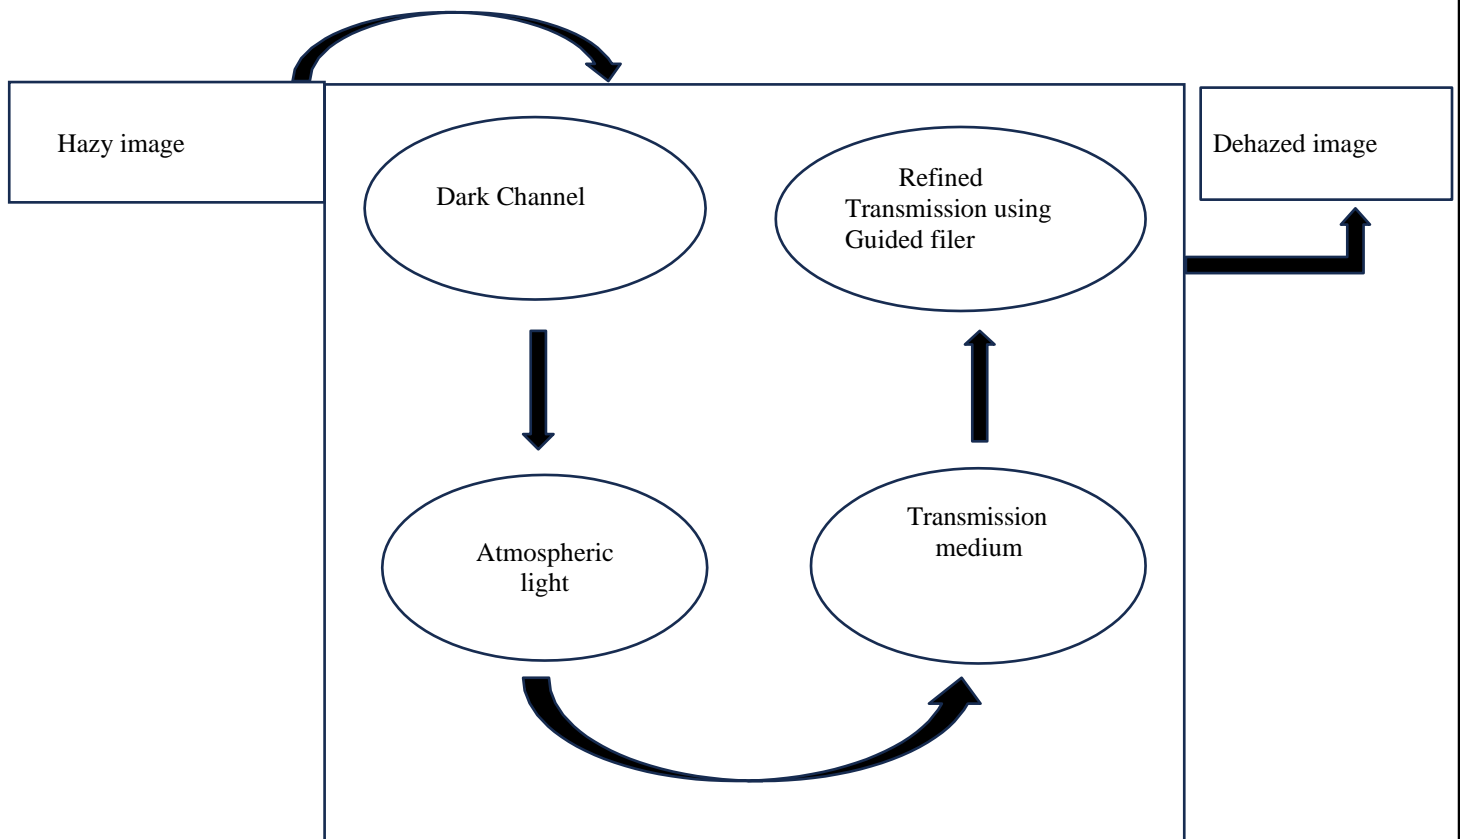 Hazy image
Dark Channel
Refined
Transmission using
Guided filer
Dehazed image
Atmospheric
light
Transmission
medium